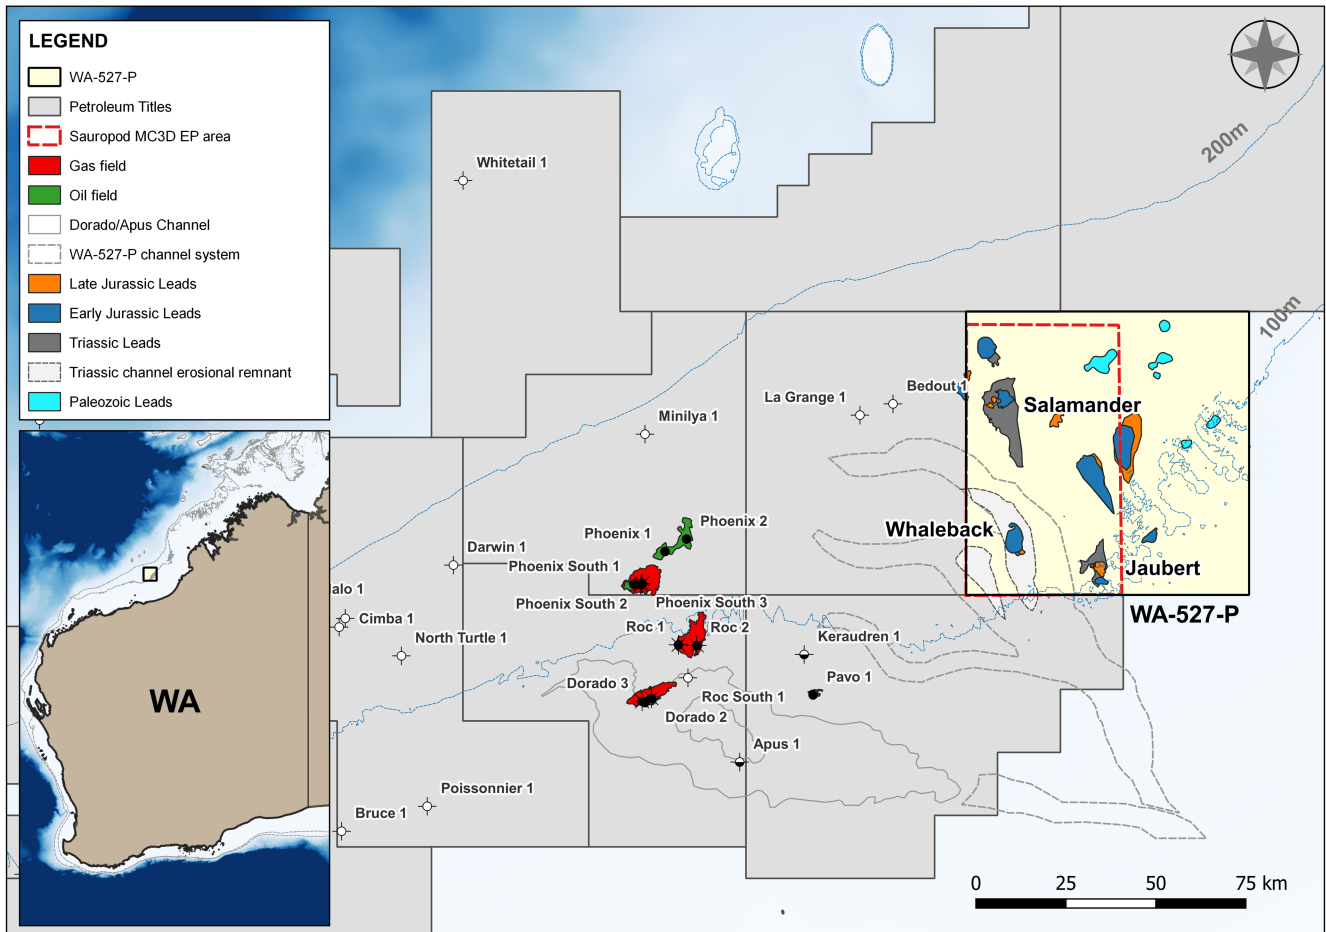 LEGEND
WA-527-P
Petroleum Titles
Sauropod MC3D EP area
Gas field
Oil field
Dorado/Apus Channel
WA-527-P channel system
Late Jurassic Leads
Early Jurassic Leads
Triassic Leads
Triassic channel erosional remnant
Paleozoic Leads
200m
100m
Whitetail 1
La Grange 1
Bedout 1
Minilya 1
Salamander
Phoenix 1
Phoenix 2
Whaleback
Darwin 1
Phoenix South 1
Jaubert
Phoenix South 2
Phoenix South 3
WA-527-P
alo 1
Cimba 1
North Turtle 1
Roc 1
Roc 2
Keraudren 1
Dorado 3
Roc South 1
Pavo 1
Dorado 2
Apus 1
Poissonnier 1
Bruce 1
WA
0 25 50 75 km